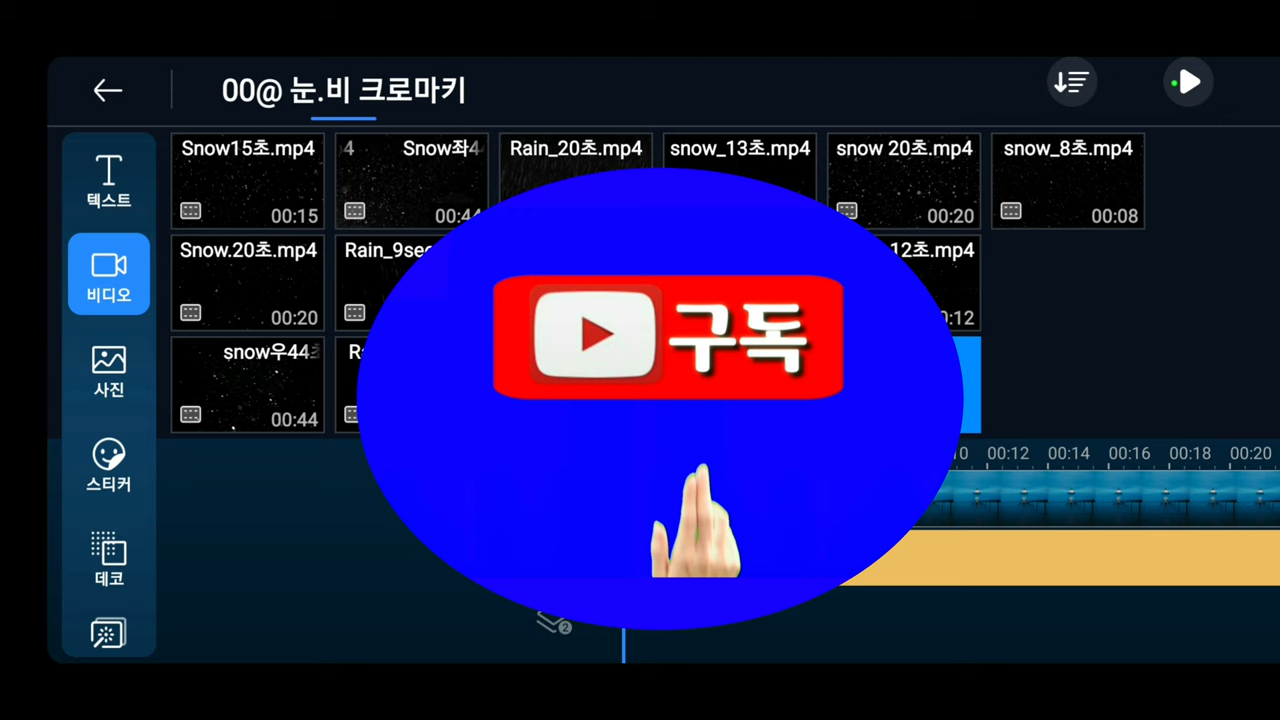 00@ 눈.비 크로마키
Snow15초.mp4
4 Snow좌4
Rain_20초.mp4
snow_13초.mp4
snow 20초.mp4
snow_8초.mp4
00:15
00:44
00:20
00:08
텍스트
Snow.20초.mp4
Rain_9sec
12초.mp4
00:20
:12
비디오
구독
snow우44초
R
00:44
사진
10 00:12 00:14 00:16 00:18 00:20
스티커
데코
2